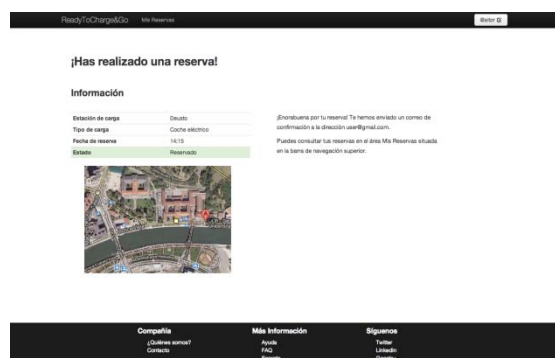 ReadyToCharge&Go Mis Reservas
¡Has realizado una reserva!
Información
Estación de carga Deusto
Tipo de carga Coche eléctrico
Fecha de reserva 14:15
Estado Reservado
¡Enorabuena por tu reserva! Te hemos enviado un correo de
confirmación a la dirección user@gmail.com.
Puedes consultar tus reservas en el área Mis Reservas situada
en la barra de navegación superior.
Compañía Más Información Síguenos
¿Quiénes somos? Ayuda Twitter
Contacto FAQ LinkedIn